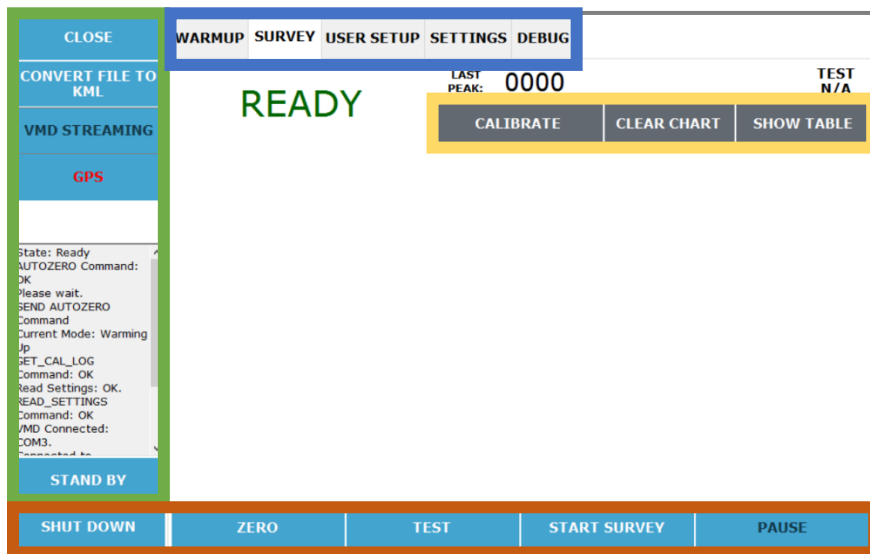 CLOSE
CONVERT FILE TO
KML
VMD STREAMING
GPS
State: Ready
AUTOZERO Command:
OK
Please wait.
SEND AUTOZERO
Command
Current Mode: Warming
Up
GET_CAL_LOG
Command: OK
Read Settings: OK.
READ_SETTINGS
Command: OK
VMD Connected:
COM3.
Connected to
STAND BY
WARMUP SURVEY USER SETUP SETTINGS DEBUG
READY
LAST
PEAK: 0000
TEST
N/A
CALIBRATE CLEAR CHART SHOW TABLE
SHUT DOWN ZERO TEST START SURVEY PAUSE